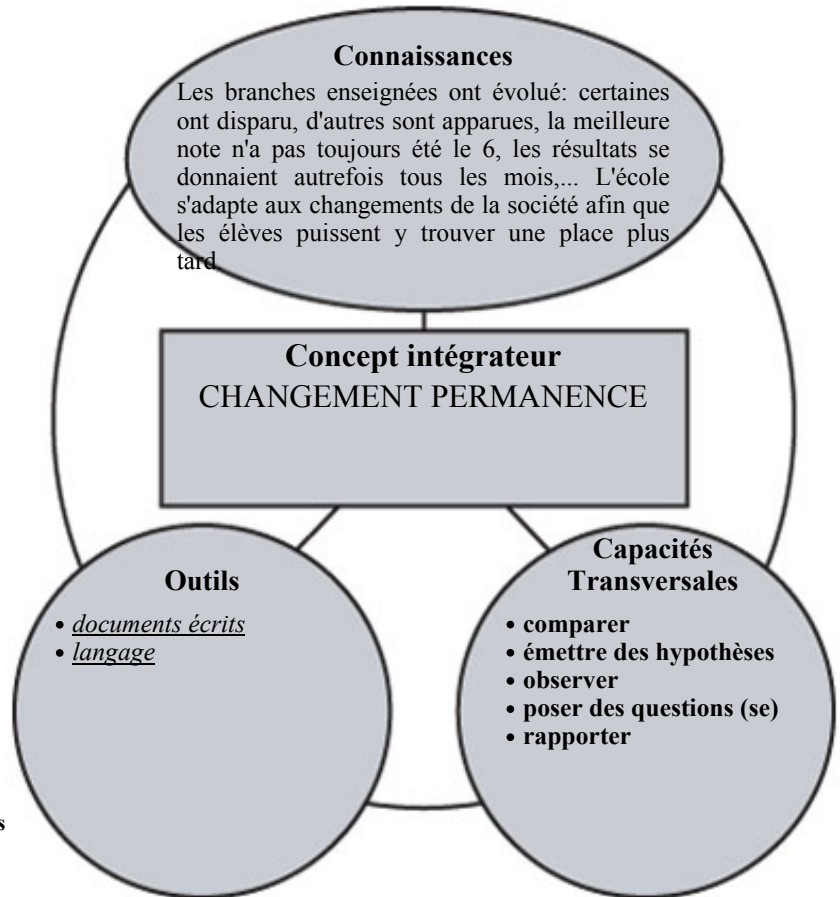 Connaissances
Les branches enseignées ont évolué: certaines
ont disparu, d'autres sont apparues, la meilleure
note n'a pas toujours été le 6, les résultats se
donnaient autrefois tous les mois,... L'école
s'adapte aux changements de la société afin que
les élèves puissent y trouver une place plus
tard.
Concept intégrateur
CHANGEMENT PERMANENCE
Outils
• documents écrits
• langage
Capacités
Transversales
• comparer
• émettre des hypothèses
• observer
• poser des questions (se)
• rapporter
s